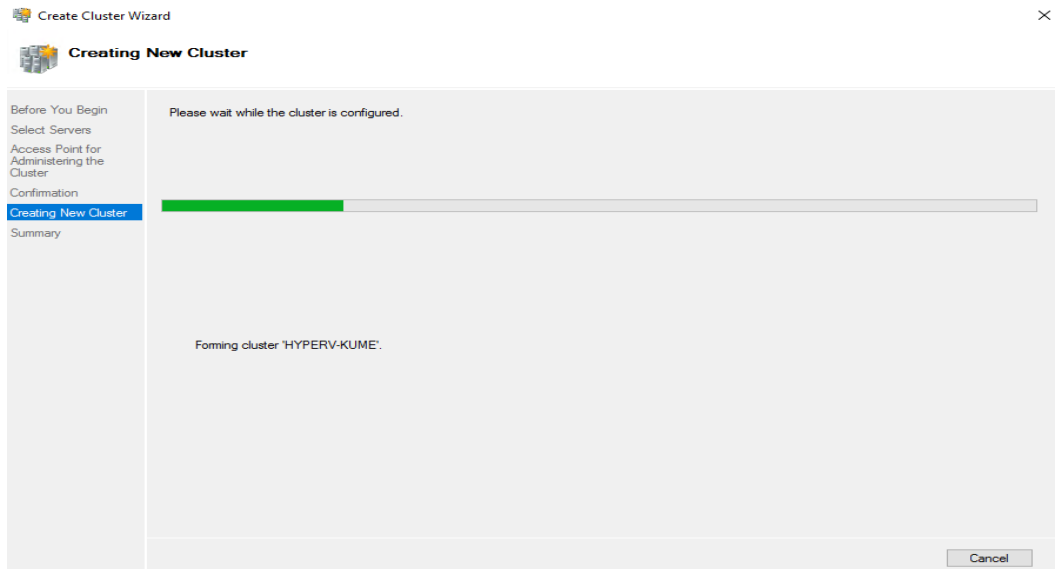 Create Cluster Wizard
Creating New Cluster
Before You Begin
Select Servers
Access Point for
Administering the
Cluster
Confirmation
Creating New Cluster
Summary
Please wait while the cluster is configured.
Forming cluster 'HYPERV-KUME'.
Cancel